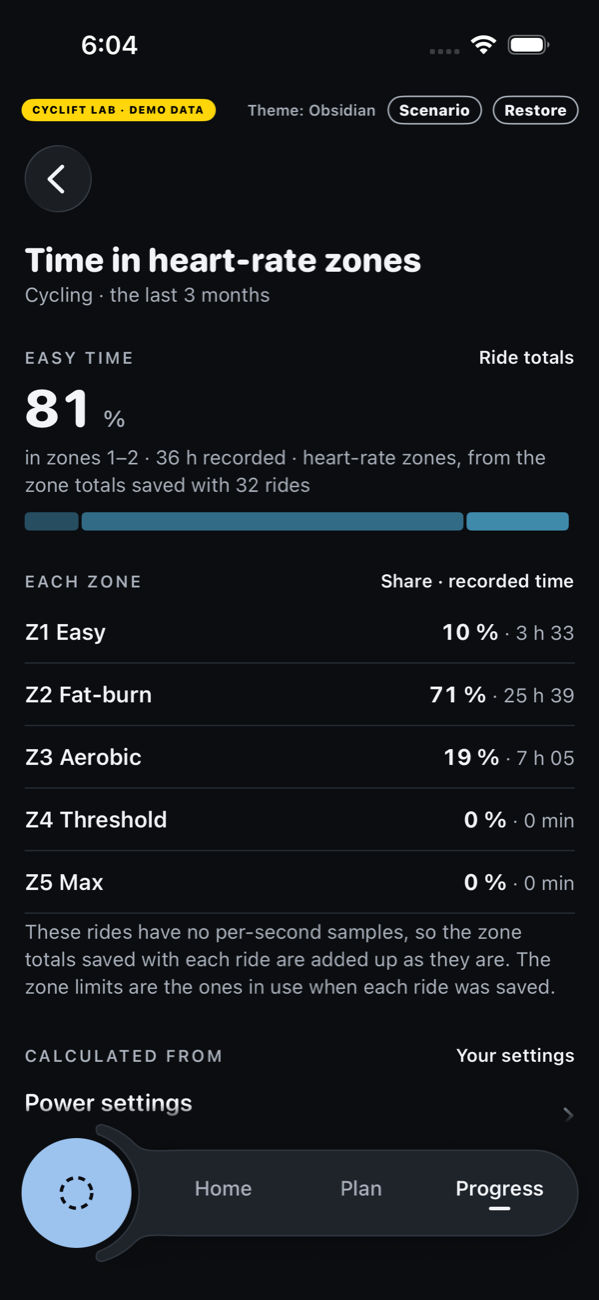 6:04
CYCLIFT LAB · DEMO DATA
Theme: Obsidian
Scenario
Restore
Time in heart-rate zones
Cycling · the last 3 months
EASY TIME
Ride totals
81 %
in zones 1–2 · 36 h recorded · heart-rate zones, from the
zone totals saved with 32 rides
EACH ZONE
Share · recorded time
Z1 Easy
10 % · 3 h 33
Z2 Fat-burn
71 % · 25 h 39
Z3 Aerobic
19 % · 7 h 05
Z4 Threshold
0 % · 0 min
Z5 Max
0 % · 0 min
These rides have no per-second samples, so the zone
totals saved with each ride are added up as they are. The
zone limits are the ones in use when each ride was saved.
CALCULATED FROM
Your settings
Power settings
Home
Plan
Progress